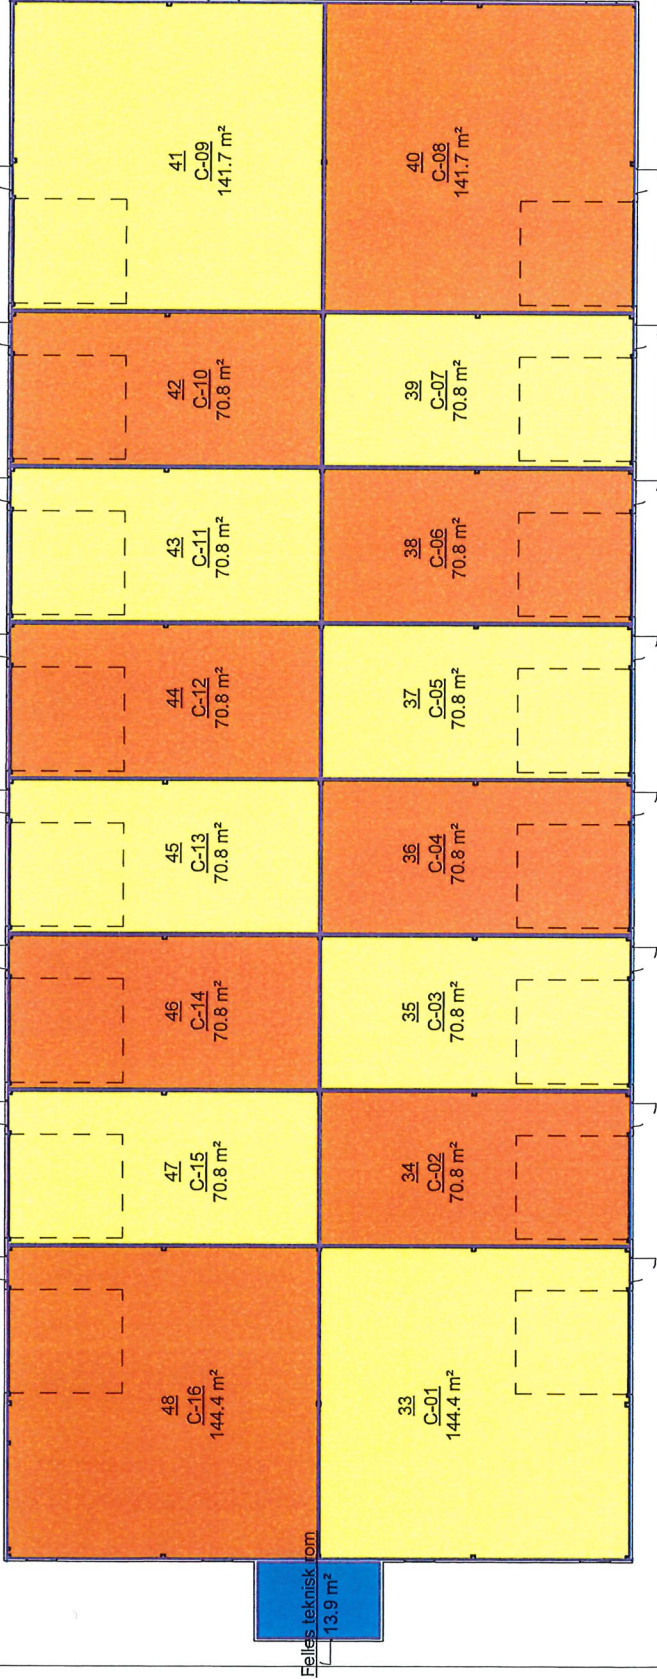 41
C-09
141.7 m²
40
C-08
141.7 m²
42
C-10
70.8 m²
39
C-07
70.8 m²
43
C-11
70.8 m²
38
C-06
70.8 m²
44
C-12
70.8 m²
37
C-05
70.8 m²
45
C-13
70.8 m²
36
C-04
70.8 m²
46
C-14
70.8 m²
35
C-03
70.8 m²
47
C-15
70.8 m²
34
C-02
70.8 m²
48
C-16
144.4 m²
33
C-01
144.4 m²
Felles teknisk rom
13.9 m²